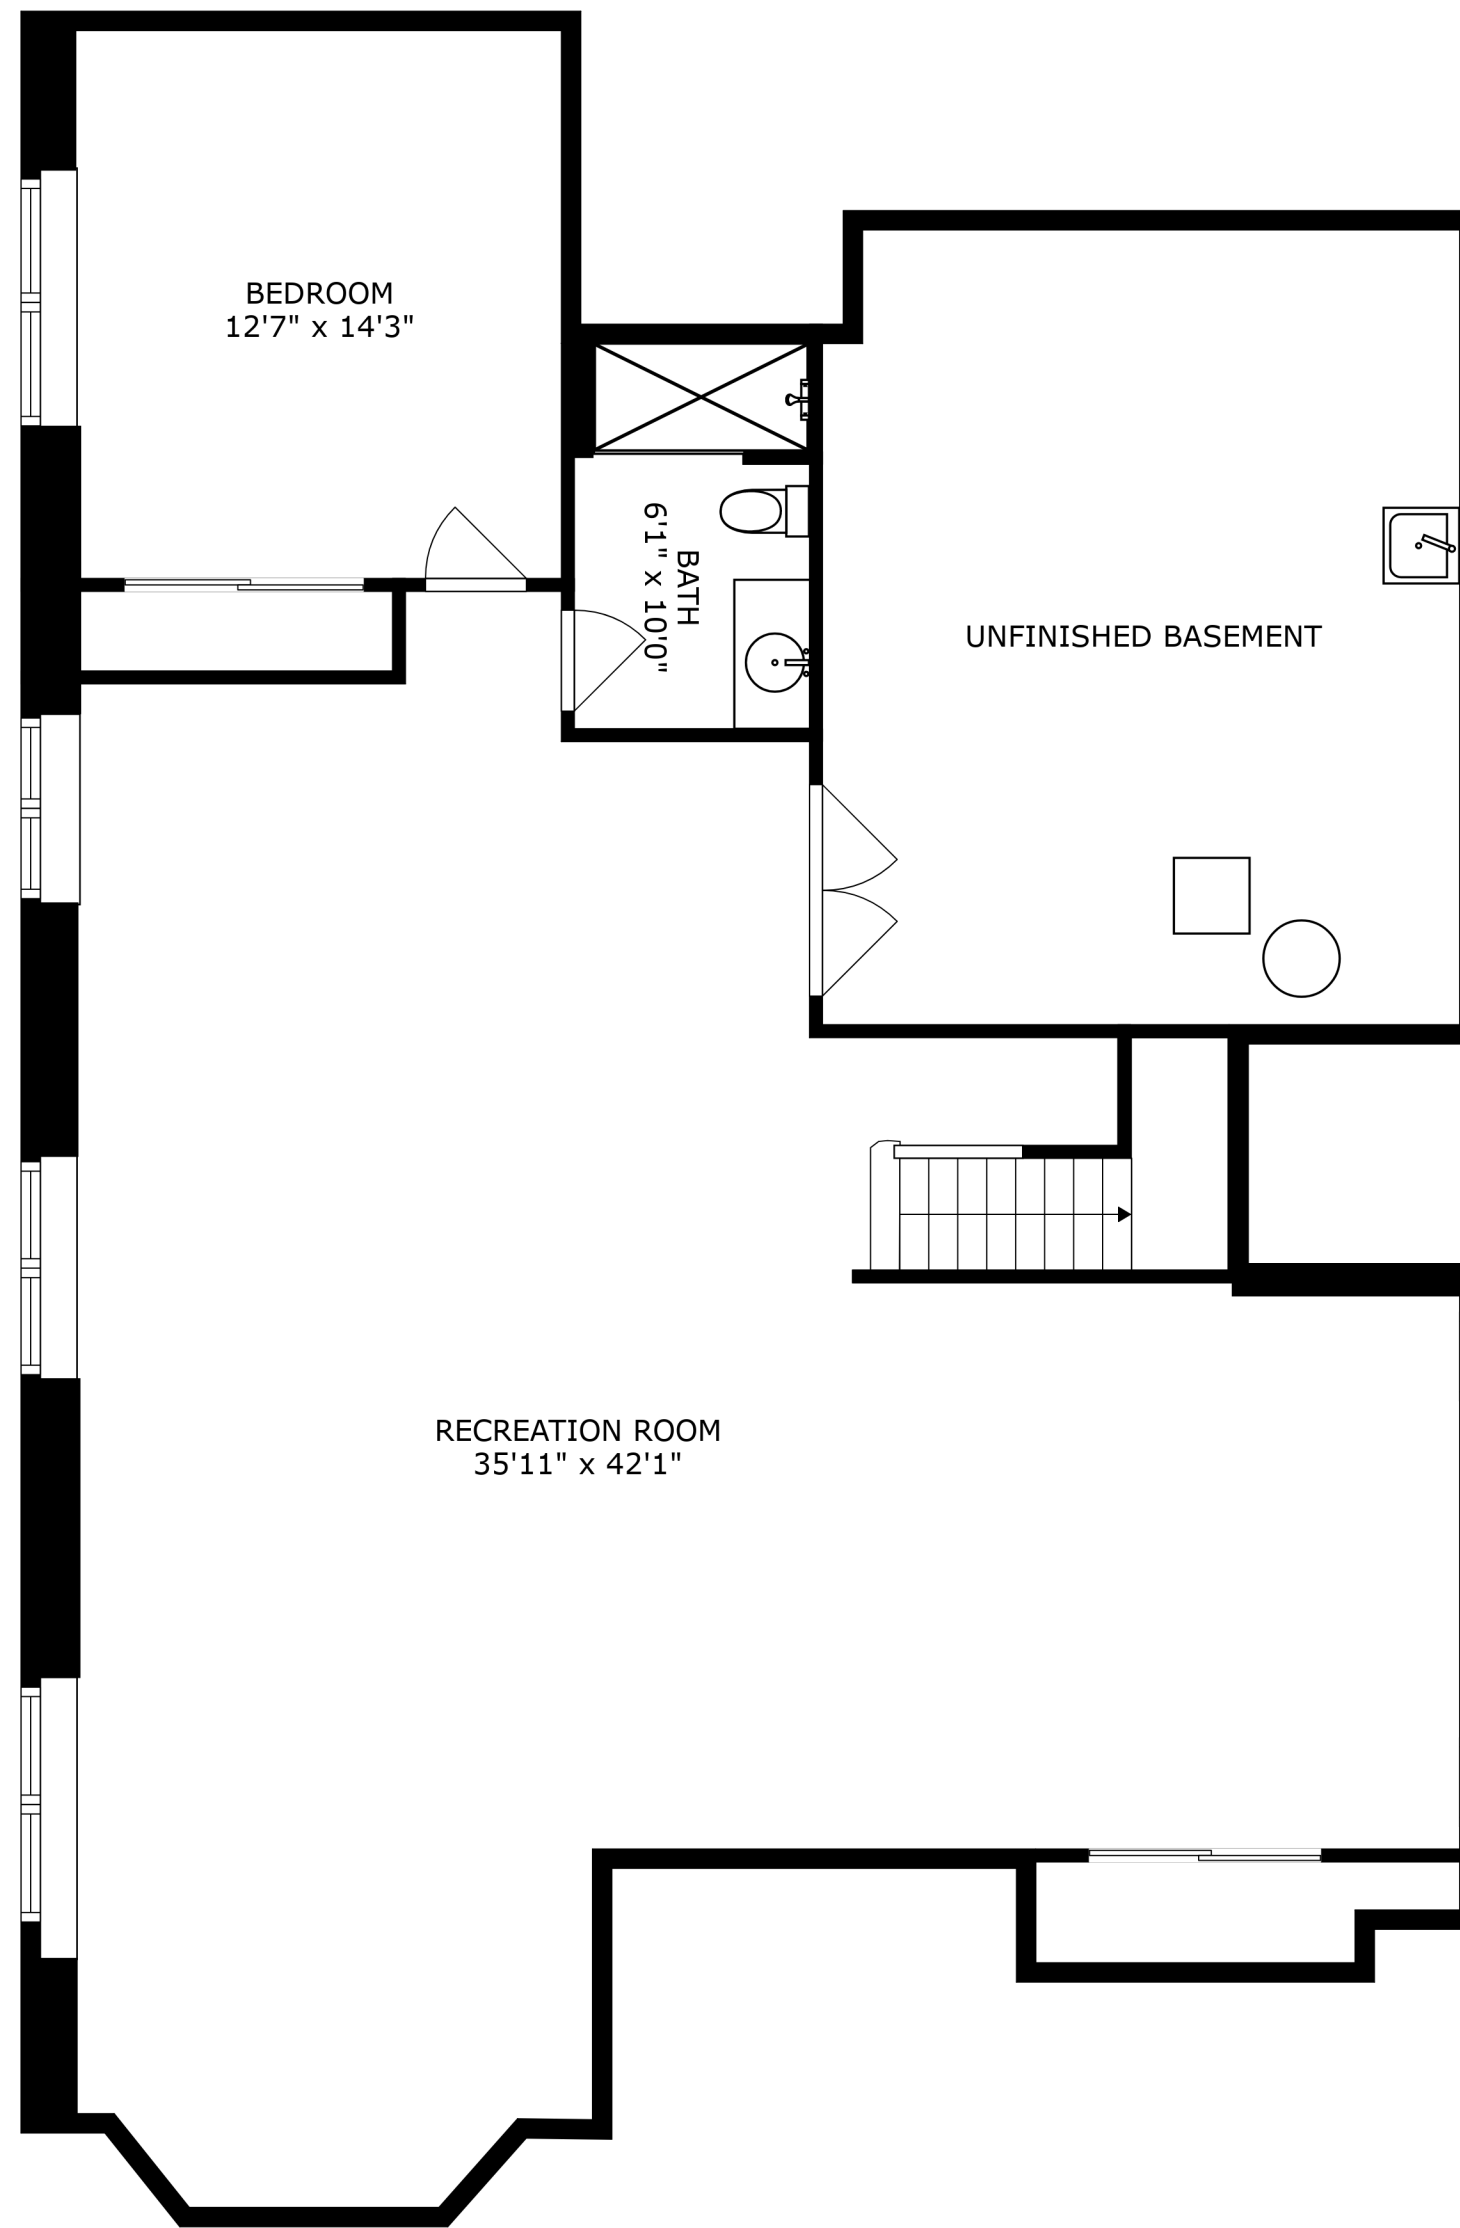 BEDROOM
12'7" x 14'3"
BATH
6'1" x 10'0"
UNFINISHED BASEMENT
RECREATION ROOM
35'11" x 42'1"